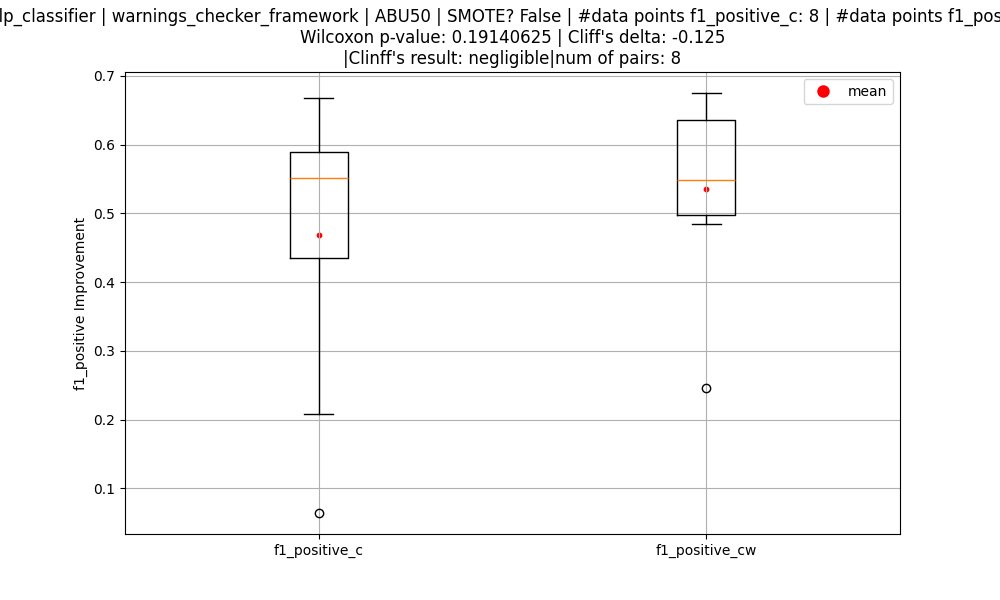 lp_classifier | warnings_checker_framework | ABU50 | SMOTE? False | #data points f1_positive_c: 8 | #data points f1_pos
Wilcoxon p-value: 0.19140625 | Cliff's delta: -0.125
|Clinff's result: negligible|num of pairs: 8
mean
0.7
0.6
0.5
0.4
0.3
0.2
0.1
f1_positive Improvement
f1_positive_c
f1_positive_cw